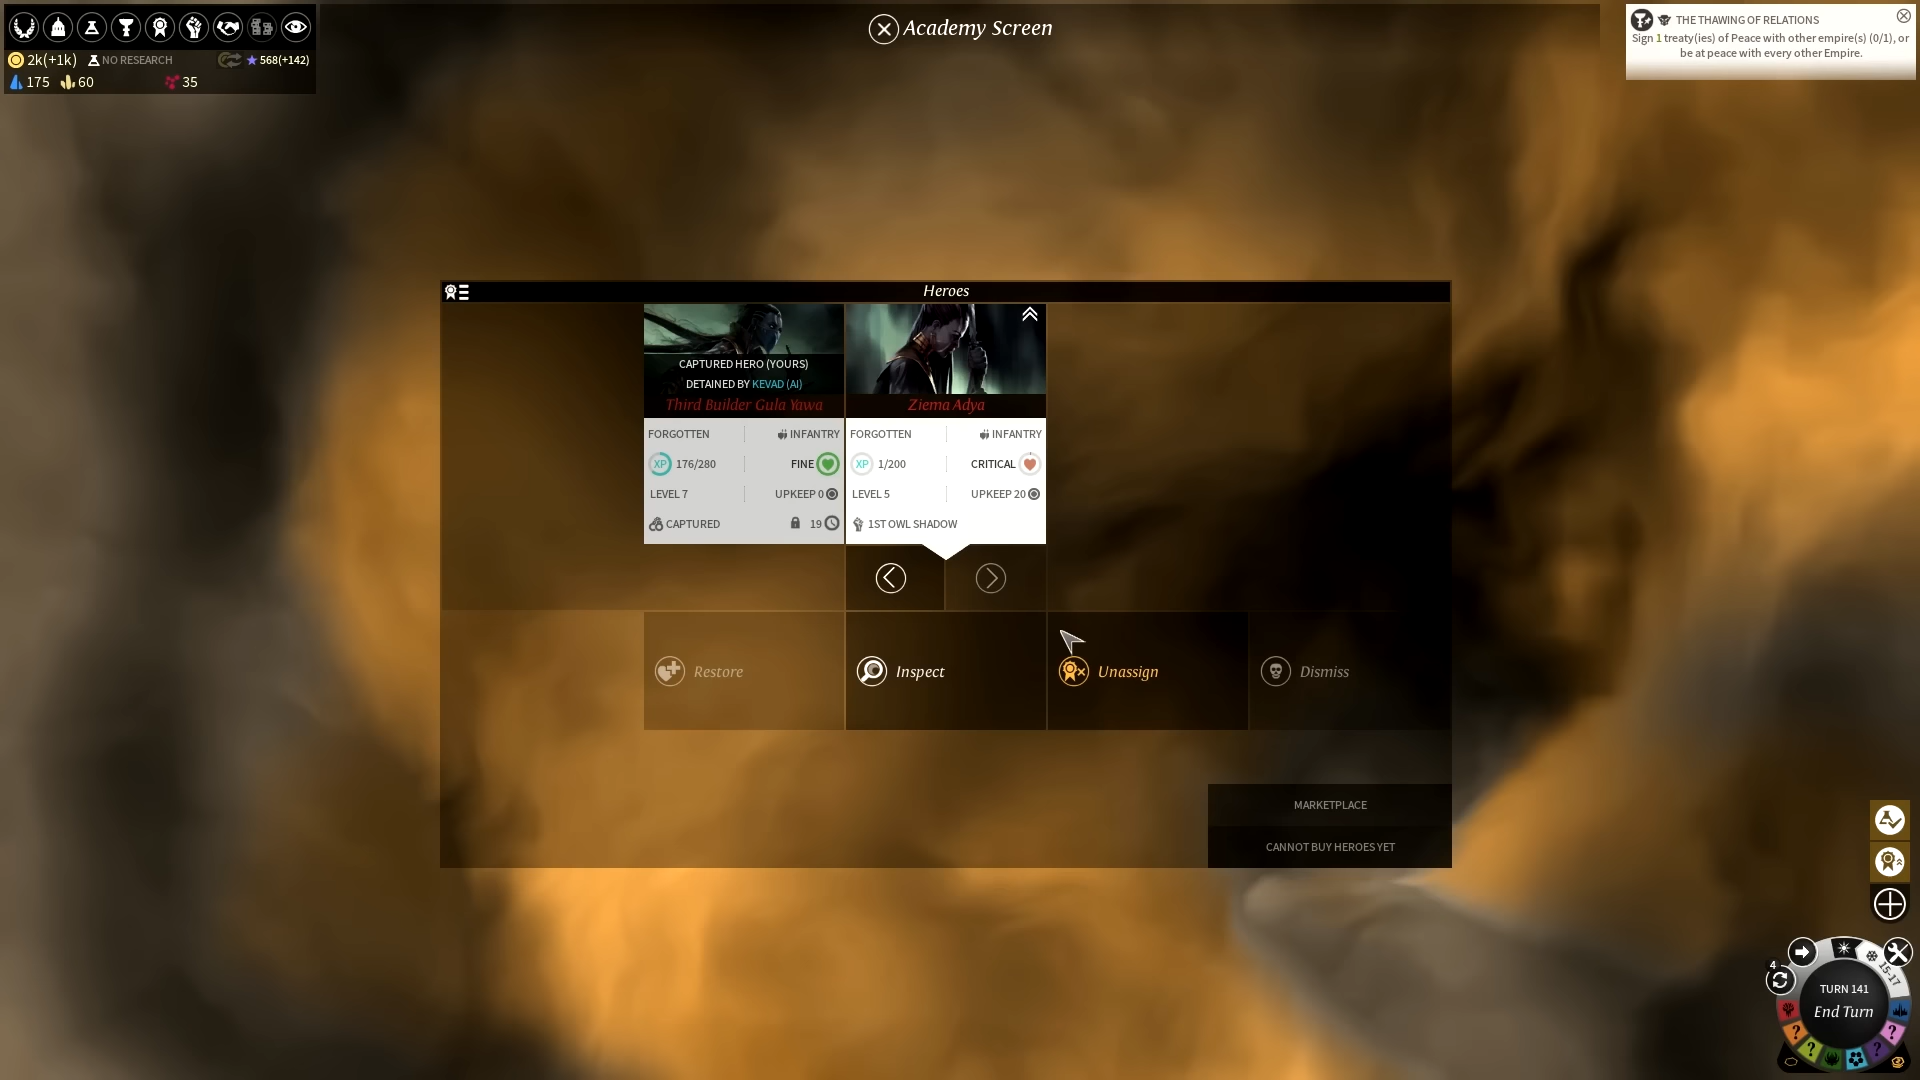 Academy Screen
2k(+1k)
NO RESEARCH
568(+142)
175
60
35
THE THAWING OF RELATIONS
Sign 1 treaty(ies) of Peace with other empire(s) (0/1), or
be at peace with every other Empire.
Heroes
CAPTURED HERO (YOURS)
DETAINED BY KEVAD (AI)
Third Builder Gula Yawa
FORGOTTEN
INFANTRY
XP 176/280
FINE
LEVEL 7
UPKEEP 0
CAPTURED
19
Ziema Adya
FORGOTTEN
INFANTRY
XP 1/200
CRITICAL
LEVEL 5
UPKEEP 20
1ST OWL SHADOW
Restore
Inspect
Unassign
Dismiss
MARKETPLACE
CANNOT BUY HEROES YET
4
15-17
TURN 141
End Turn
? ? ? ?